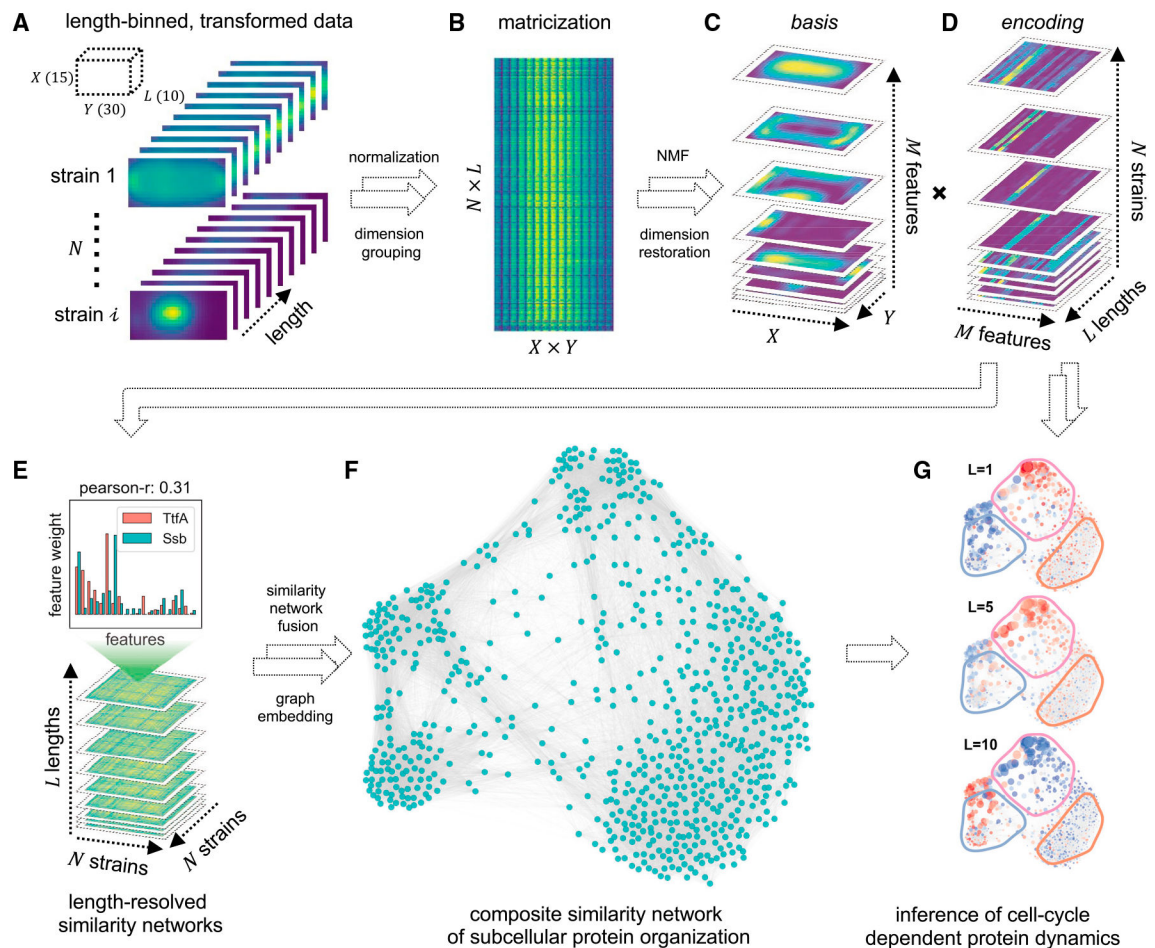 A
length-binned, transformed data
X (15)
Y (30)
L (10)
strain 1
N
strain i
length
normalization
dimension
grouping
B
matricization
N × L
X × Y
NMF
dimension
restoration
C
basis
M features
X
Y
×
D
encoding
N strains
M features
L lengths
E
pearson-r: 0.31
feature weight
TtfA
Ssb
features
L lengths
N strains
N strains
length-resolved
similarity networks
similarity
network
fusion
graph
embedding
F
composite similarity network
of subcellular protein organization
G
L=1
L=5
L=10
inference of cell-cycle
dependent protein dynamics